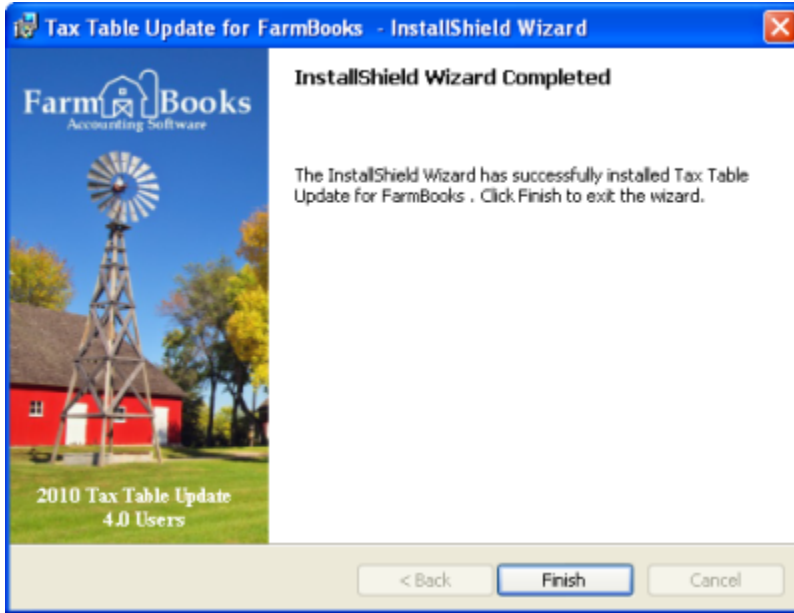 Tax Table Update for FarmBooks - InstallShield Wizard
Farm Books
Accounting Software
InstallShield Wizard Completed
The InstallShield Wizard has successfully installed Tax Table
Update for FarmBooks . Click Finish to exit the wizard.
2010 Tax Table Update
4.0 Users
< Back
Finish
Cancel